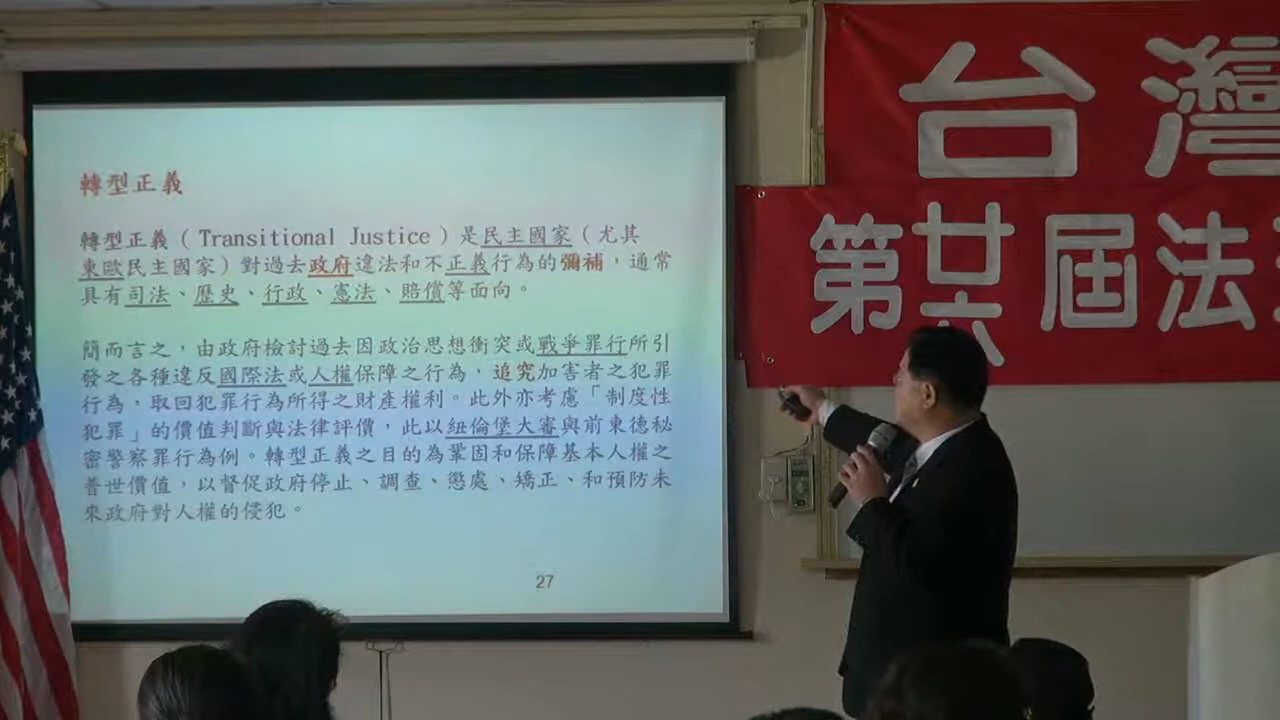 轉型正義
轉型正義（Transitional Justice）是民主國家（尤其
東歐民主國家）對過去政府違法和不正義行為的彌補，通常
具有司法、歷史、行政、憲法、賠償等面向。
簡而言之，由政府檢討過去因政治思想衝突或戰爭罪行所引
發之各種違反國際法或人權保障之行為，追究加害者之犯罪
行為，取回犯罪行為所得之財產權利。此外亦考慮「制度性
犯罪」的價值判斷與法律評價，此以紐倫堡大審與前東德秘
密警察罪行為例。轉型正義之目的為鞏固和保障基本人權之
普世價值，以督促政府停止、調查、懲處、矯正、和預防未
來政府對人權的侵犯。
27
台灣
第廿六屆法